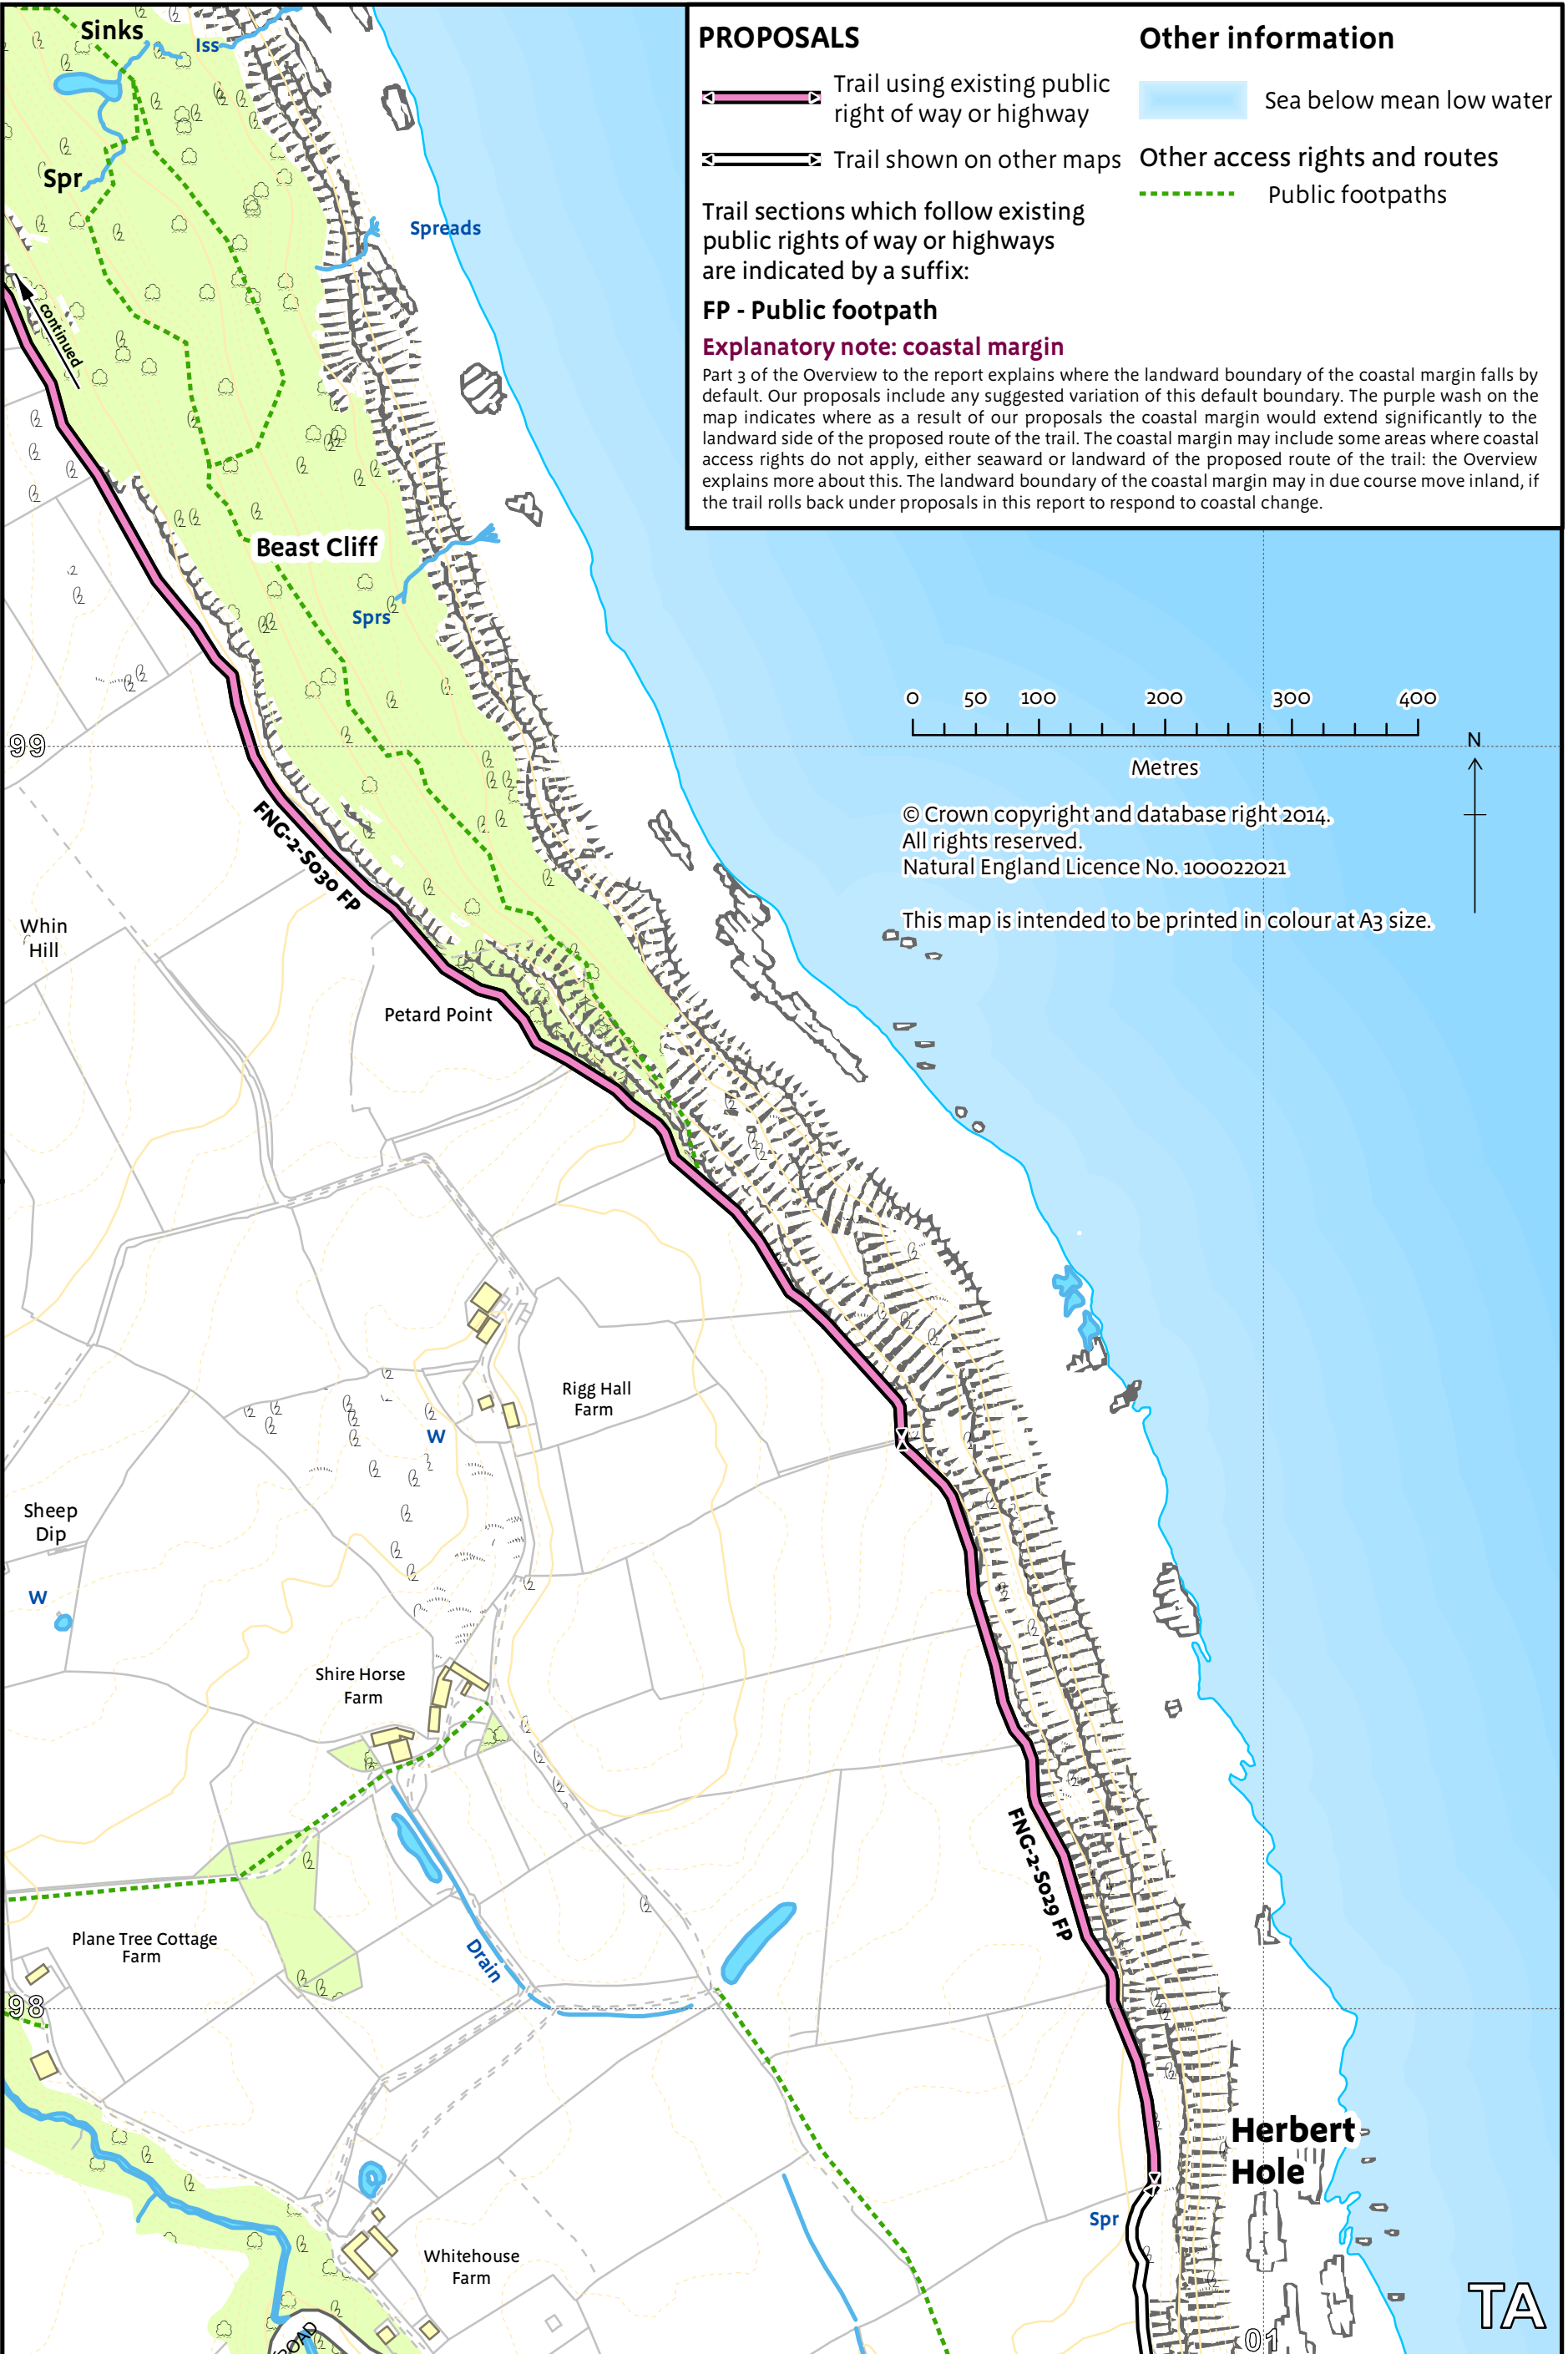 PROPOSALS
Trail using existing public
right of way or highway
Trail shown on other maps
Trail sections which follow existing
public rights of way or highways
are indicated by a suffix:
FP - Public footpath
Other information
Sea below mean low water
Other access rights and routes
Public footpaths
Explanatory note: coastal margin
Part 3 of the Overview to the report explains where the landward boundary of the coastal margin falls by
default. Our proposals include any suggested variation of this default boundary. The purple wash on the
map indicates where as a result of our proposals the coastal margin would extend significantly to the
landward side of the proposed route of the trail. The coastal margin may include some areas where coastal
access rights do not apply, either seaward or landward of the proposed route of the trail: the Overview
explains more about this. The landward boundary of the coastal margin may in due course move inland, if
the trail rolls back under proposals in this report to respond to coastal change.
Sinks
Iss
Spr
Spreads
continued
Beast Cliff
Sprs
0 50 100 200 300 400
Metres
N
99
© Crown copyright and database right 2014.
All rights reserved.
Natural England Licence No. 100022021
This map is intended to be printed in colour at A3 size.
FNG-2-S030 FP
Whin
Hill
Petard Point
Rigg Hall
Farm
W
Sheep
Dip
W
Shire Horse
Farm
FNG-2-S029 FP
Plane Tree Cottage
Farm
Drain
98
Herbert
Hole
Spr
Whitehouse
Farm
TA
ROAD
01